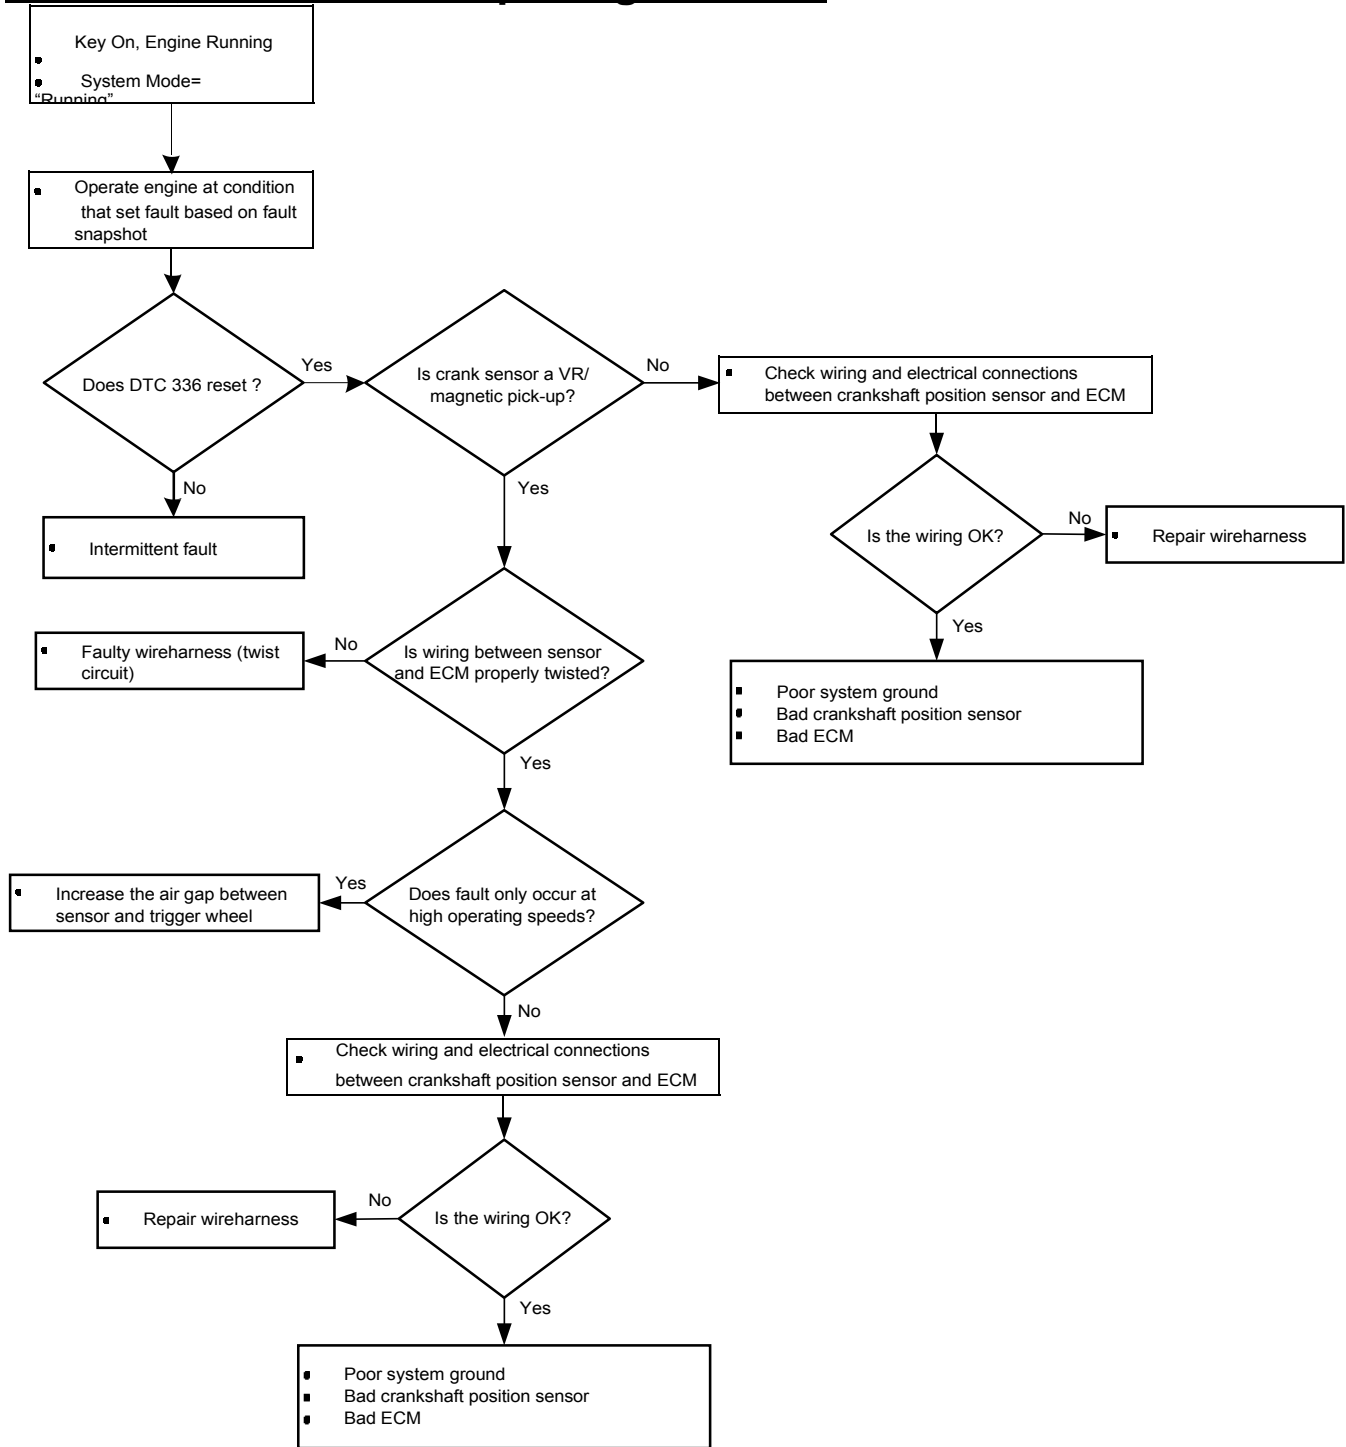 Key On, Engine Running
System Mode=
“Running”
Operate engine at condition
that set fault based on fault
snapshot
Does DTC 336 reset ?
Yes
Is crank sensor a VR/
magnetic pick-up?
No
Check wiring and electrical connections
between crankshaft position sensor and ECM
No
Intermittent fault
Yes
Is the wiring OK?
No
Repair wireharness
Yes
Poor system ground
Bad crankshaft position sensor
Bad ECM
Is wiring between sensor
and ECM properly twisted?
No
Faulty wireharness (twist
circuit)
Yes
Does fault only occur at
high operating speeds?
Yes
Increase the air gap between
sensor and trigger wheel
No
Check wiring and electrical connections
between crankshaft position sensor and ECM
Is the wiring OK?
No
Repair wireharness
Yes
Poor system ground
Bad crankshaft position sensor
Bad ECM